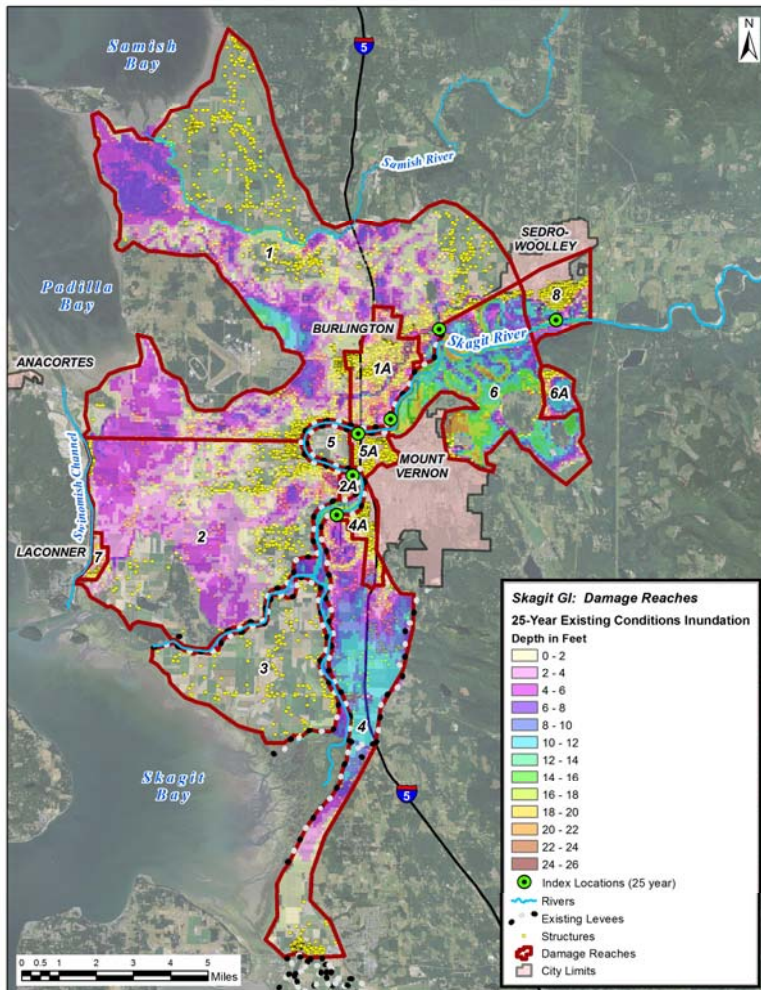 Samish
Bay
N
5
Samish River
SEDRO-
WOOLLEY
1
8
Padilla
Bay
BURLINGTON
Skagit River
ANACORTES
1A
6
6A
5
5A
MOUNT
VERNON
2A
Swinomish Channel
4A
2
LACONNER
7
3
4
Skagit
Bay
5
Skagit GI: Damage Reaches
25-Year Existing Conditions Inundation
Depth in Feet
0 - 2
2 - 4
4 - 6
6 - 8
8 - 10
10 - 12
12 - 14
14 - 16
16 - 18
18 - 20
20 - 22
22 - 24
24 - 26
Index Locations (25 year)
Rivers
Existing Levees
Structures
Damage Reaches
City Limits
0 0.5 1 2 3 4 5
Miles